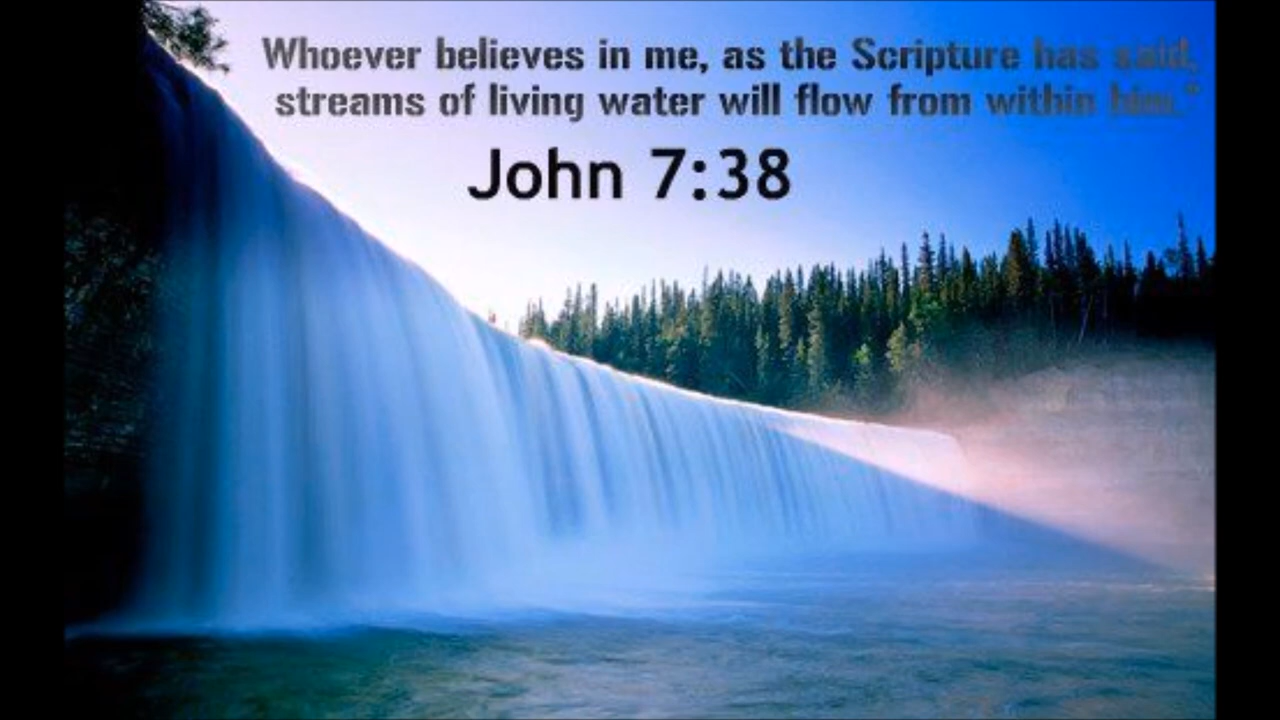 Whoever believes in me, as the Scripture has said,
streams of living water will flow from within him."
John 7:38